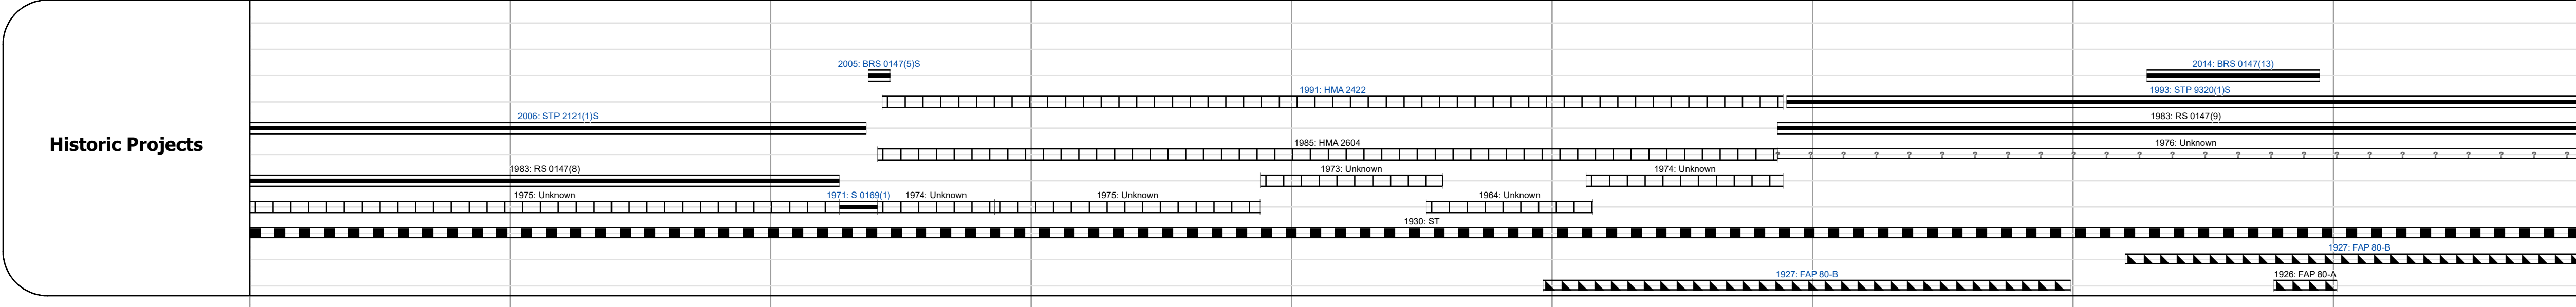 Historic Projects
2005: BRS 0147(5)S
2014: BRS 0147(13)
1991: HMA 2422
1993: STP 9320(1)S
2006: STP 2121(1)S
1983: RS 0147(9)
1985: HMA 2604
1976: Unknown
? ? ? ? ? ? ? ? ? ? ? ? ? ? ? ? ? ? ? ? ? ? ? ? ?
1983: RS 0147(8)
1973: Unknown
1974: Unknown
1975: Unknown
1971: S 0169(1)
1974: Unknown
1975: Unknown
1964: Unknown
1930: ST
1927: FAP 80-B
1927: FAP 80-B
1926: FAP 80-A